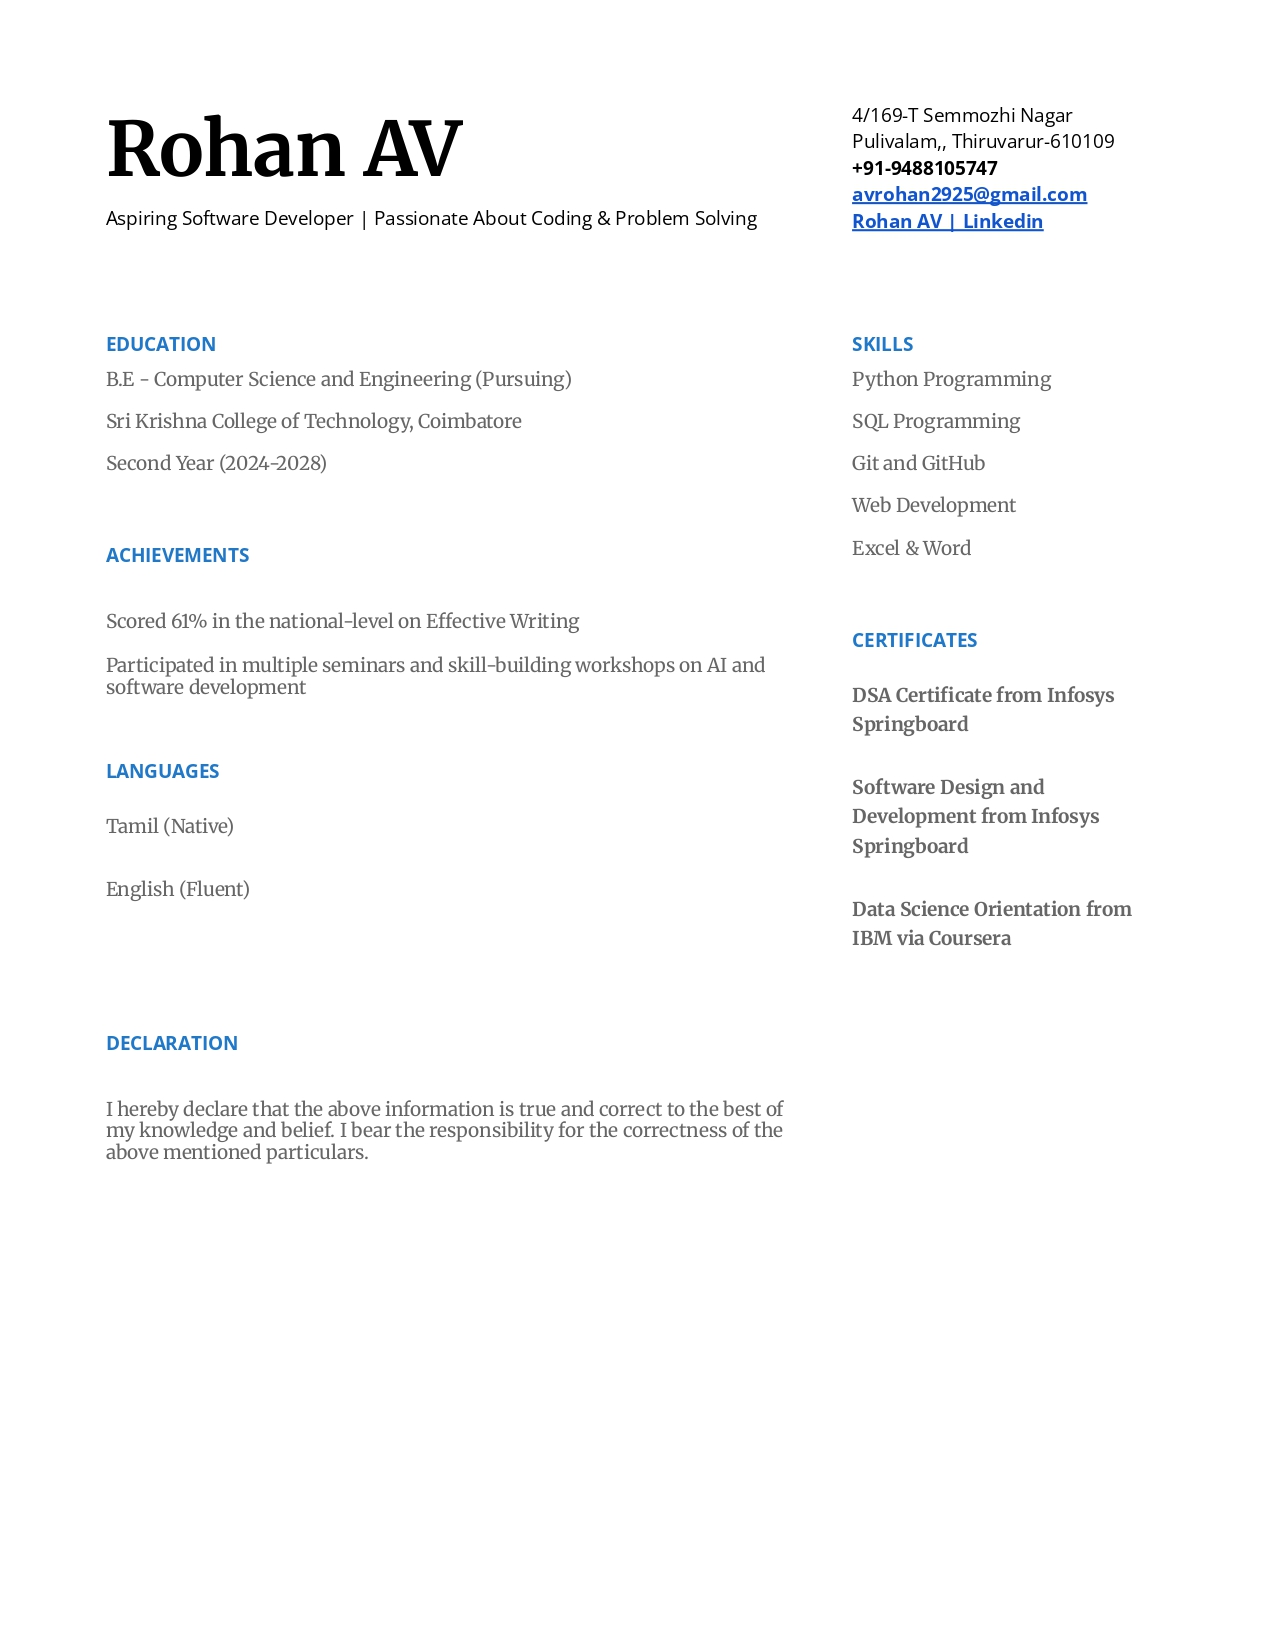 Rohan AV
Aspiring Software Developer | Passionate About Coding & Problem Solving
4/169-T Semmozhi Nagar
Pulivalam,, Thiruvarur-610109
+91-9488105747
avrohan2925@gmail.com
Rohan AV | Linkedin
EDUCATION
B.E - Computer Science and Engineering (Pursuing)
Sri Krishna College of Technology, Coimbatore
Second Year (2024-2028)
ACHIEVEMENTS
Scored 61% in the national-level on Effective Writing
Participated in multiple seminars and skill-building workshops on AI and
software development
LANGUAGES
Tamil (Native)
English (Fluent)
DECLARATION
I hereby declare that the above information is true and correct to the best of
my knowledge and belief. I bear the responsibility for the correctness of the
above mentioned particulars.
SKILLS
Python Programming
SQL Programming
Git and GitHub
Web Development
Excel & Word
CERTIFICATES
DSA Certificate from Infosys
Springboard
Software Design and
Development from Infosys
Springboard
Data Science Orientation from
IBM via Coursera